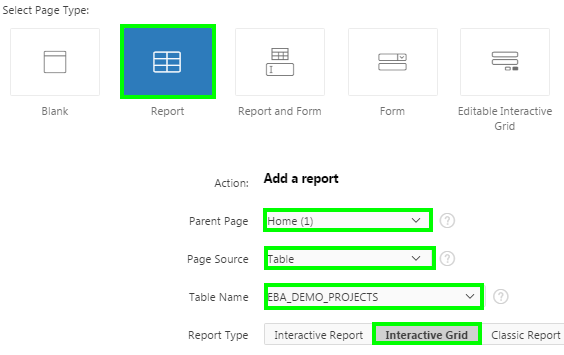 Select Page Type:
Blank
Report
Report and Form
Form
Editable Interactive
Grid
Action: Add a report
Parent Page Home (1)
Page Source Table
Table Name EBA_DEMO_PROJECTS
Report Type Interactive Report Interactive Grid Classic Report